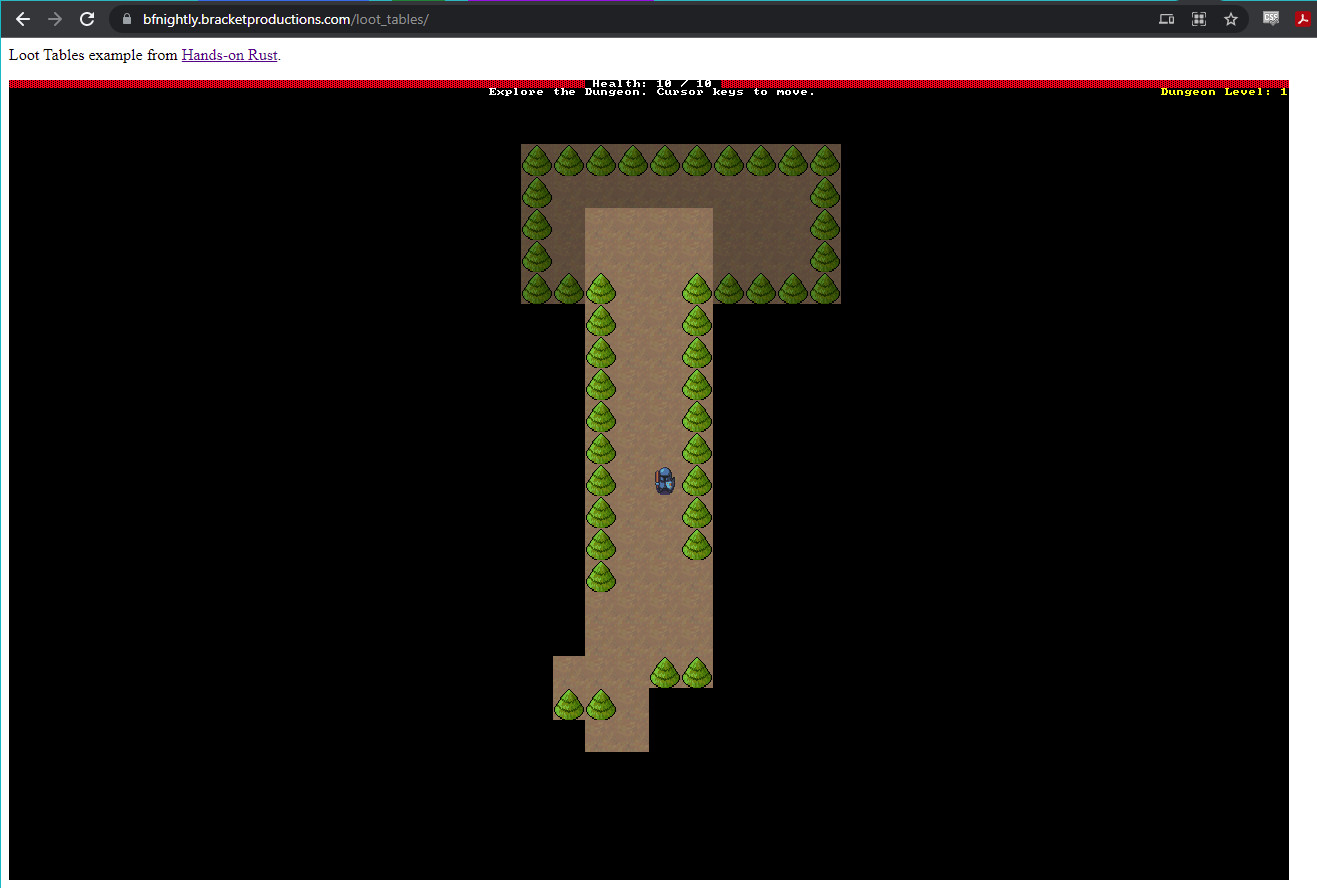 bfnightly.bracketproductions.com/loot_tables/
CSS
Loot Tables example from Hands-on Rust.
Health: 10 / 10
Explore the Dungeon. Cursor keys to move.
Dungeon Level: 1